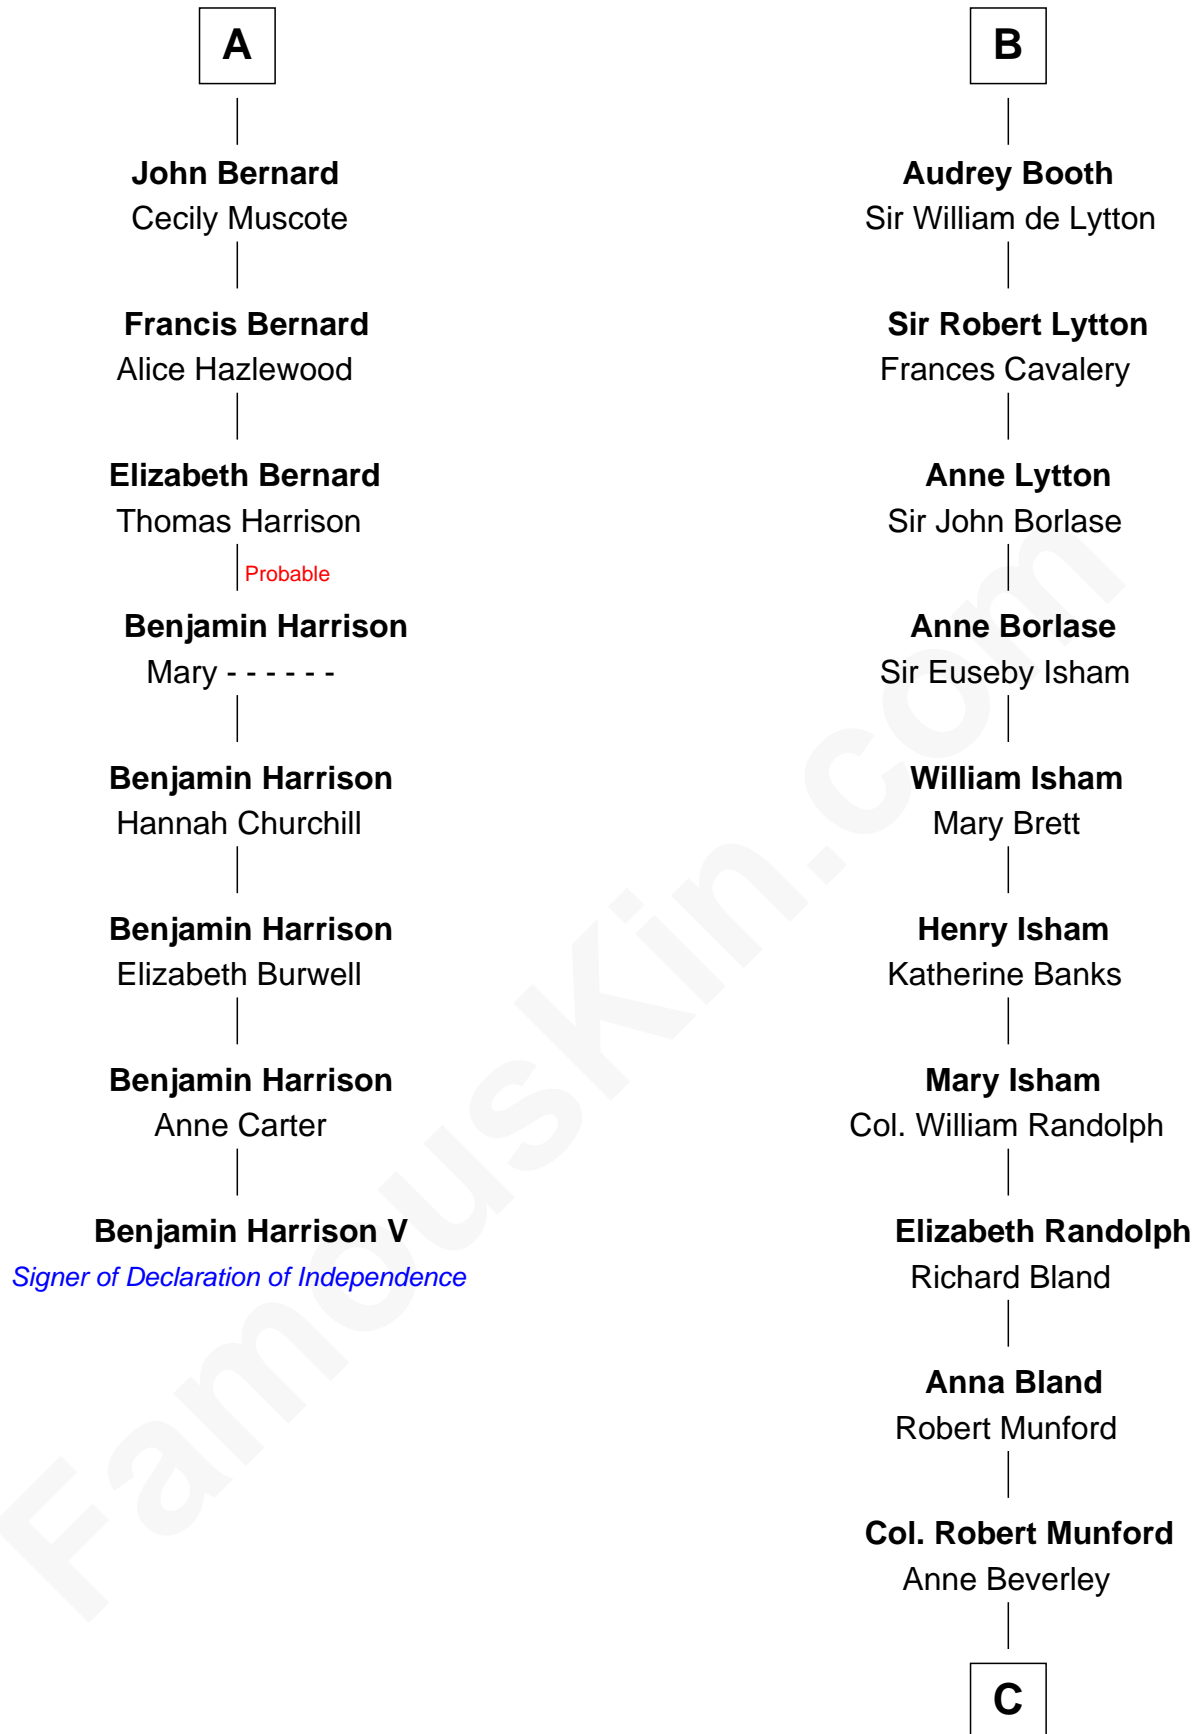 A
John Bernard
Cecily Muscote
Francis Bernard
Alice Hazlewood
Elizabeth Bernard
Thomas Harrison
Probable
Benjamin Harrison
Mary - - - - - -
Benjamin Harrison
Hannah Churchill
Benjamin Harrison
Elizabeth Burwell
Benjamin Harrison
Anne Carter
Benjamin Harrison V
Signer of Declaration of Independence
B
Audrey Booth
Sir William de Lytton
Sir Robert Lytton
Frances Cavalery
Anne Lytton
Sir John Borlase
Anne Borlase
Sir Euseby Isham
William Isham
Mary Brett
Henry Isham
Katherine Banks
Mary Isham
Col. William Randolph
Elizabeth Randolph
Richard Bland
Anna Bland
Robert Munford
Col. Robert Munford
Anne Beverley
C
FamousKin.com